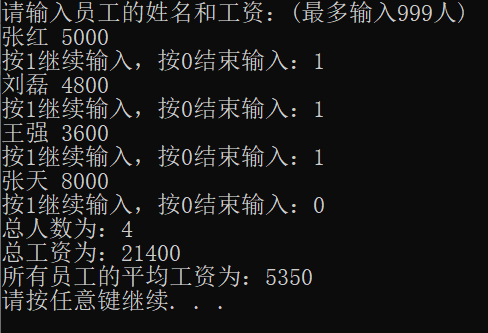 请输入员工的姓名和工资：(最多输入999人)
张红 5000
按1继续输入，按0结束输入：1
刘磊 4800
按1继续输入，按0结束输入：1
王强 3600
按1继续输入，按0结束输入：1
张天 8000
按1继续输入，按0结束输入：0
总人数为：4
总工资为：21400
所有员工的平均工资为：5350
请按任意键继续. . .